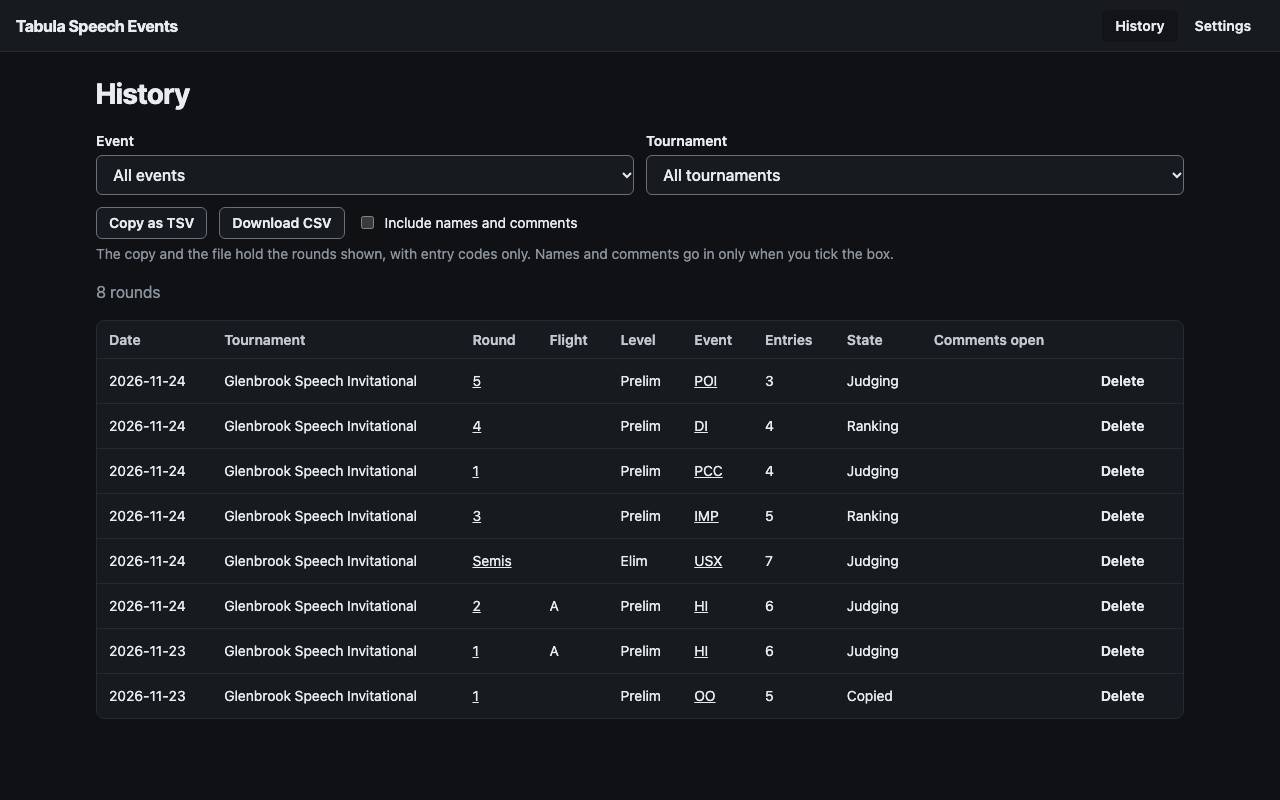 Tabula Speech Events History Settings
History
Event Tournament
All events All tournaments
Copy as TSV Download CSV Include names and comments
The copy and the file hold the rounds shown, with entry codes only. Names and comments go in only when you tick the box.
8 rounds
Date Tournament Round Flight Level Event Entries State Comments open
2026-11-24 Glenbrook Speech Invitational 5 Prelim POI 3 Judging Delete
2026-11-24 Glenbrook Speech Invitational 4 Prelim DI 4 Ranking Delete
2026-11-24 Glenbrook Speech Invitational 1 Prelim PCC 4 Judging Delete
2026-11-24 Glenbrook Speech Invitational 3 Prelim IMP 5 Ranking Delete
2026-11-24 Glenbrook Speech Invitational Semis Elim USX 7 Judging Delete
2026-11-24 Glenbrook Speech Invitational 2 A Prelim HI 6 Judging Delete
2026-11-23 Glenbrook Speech Invitational 1 A Prelim HI 6 Judging Delete
2026-11-23 Glenbrook Speech Invitational 1 Prelim OO 5 Copied Delete